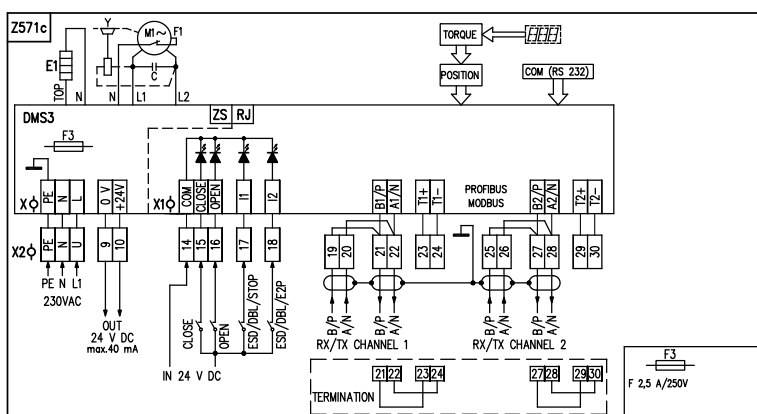 Z571c
Y
M1~
F1
E1
C
TOP N
N L1 L2
TORQUE
POSITION
COM (RS 232)
DMS3
ZS RJ
F3
X
PE N L
0 V +24V
X1
COM CLOSE OPEN
I1
I2
B1/P A1/N
T1+ T1-
PROFIBUS
MODBUS
B2/P A2/N
T2+ T2-
X2
PE N U
9 10
14 15 16 17 18
19 20 21 22 23 24
25 26 27 28 29 30
PE N L1
230VAC
OUT
24 V DC
max.40 mA
CLOSE
OPEN
ESD/DBL/STOP
ESD/DBL/E2P
IN 24 V DC
B/P A/N B/P A/N
RX/TX CHANNEL 1
B/P A/N B/P A/N
RX/TX CHANNEL 2
TERMINATION
21 22 23 24
27 28 29 30
F3
F 2,5 A/250V